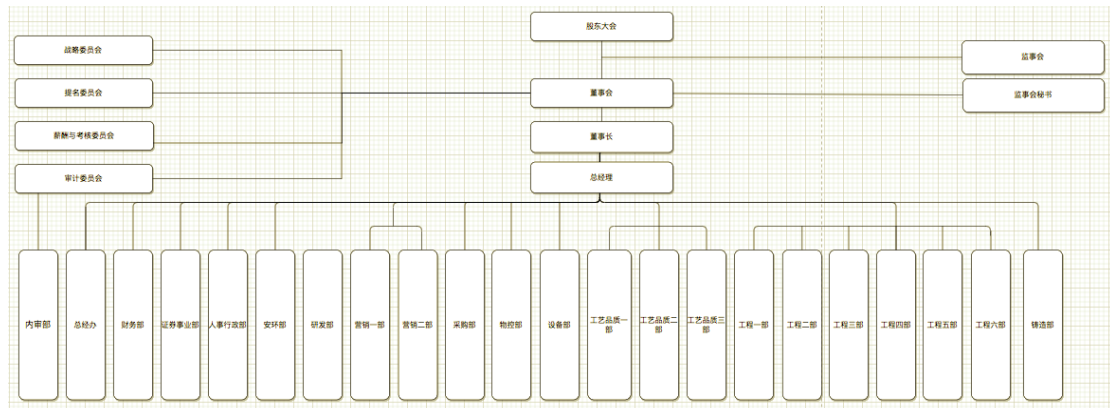 股东大会
战略委员会
监事会
提名委员会
董事会
监事会秘书
薪酬与考核委员会
董事长
审计委员会
总经理
内审部
总经办
财务部
证券事业部
人事行政部
安环部
研发部
营销一部
营销二部
采购部
物控部
设备部
工艺品质一
部
工艺品质二
部
工艺品质三
部
工程一部
工程二部
工程三部
工程四部
工程五部
工程六部
铸造部